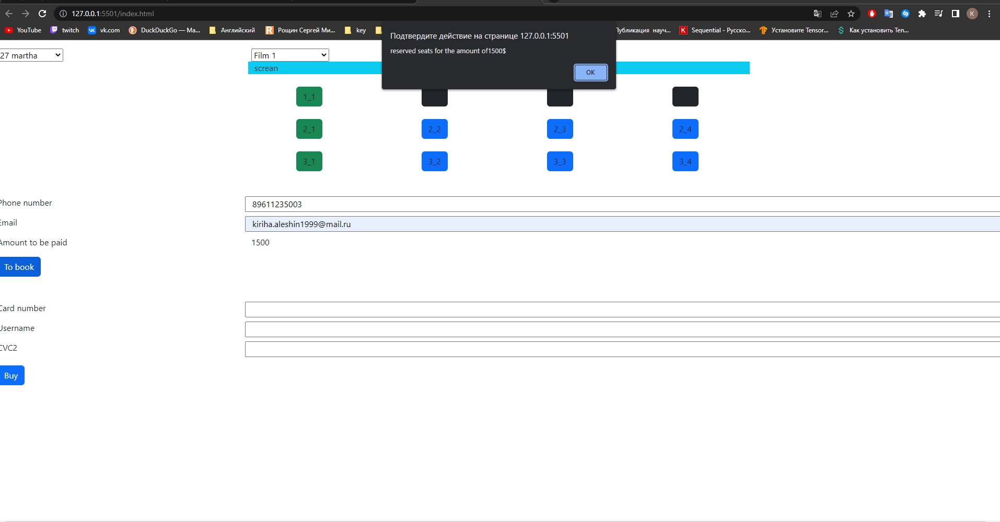 127.0.0.1:5501/index.html
K
YouTube twitch vk.com DuckDuckGo — Ма... Английский Рощин Сергей Ми... key Публикация науч... Sequential - Русско... Установите Tensor... Как установить Ten...
Подтвердите действие на странице 127.0.0.1:5501
reserved seats for the amount of1500$
OK
27 martha Film 1
screan
1_1
2_1 2_2 2_3 2_4
3_1 3_2 3_3 3_4
Phone number 89611235003
Email kiriha.aleshin1999@mail.ru
Amount to be paid 1500
To book
Card number
Username
CVC2
Buy